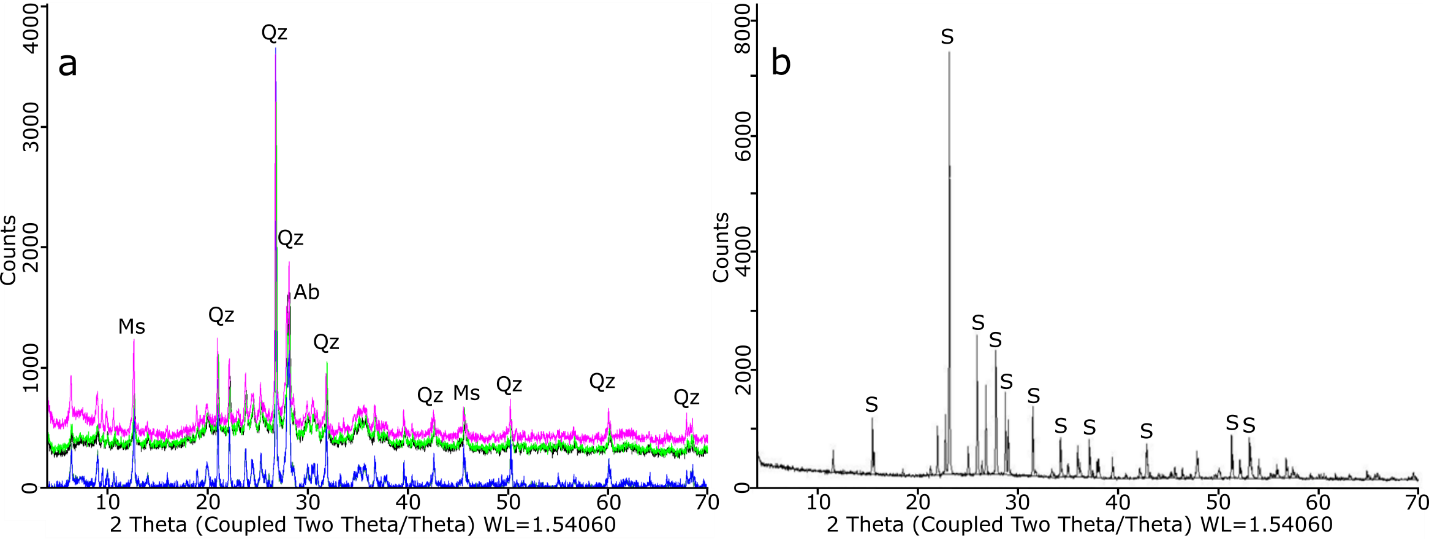 a
Counts
4000
3000
2000
1000
0
Qz
Qz
Ab
Ms
Qz
Qz
Qz
Ms
Qz
Qz
Qz
10 20 30 40 50 60 70
2 Theta (Coupled Two Theta/Theta) WL=1.54060
b
Counts
8000
6000
4000
2000
0
S
S
S
S
S
S
S
S
S
S
S
10 20 30 40 50 60 70
2 Theta (Coupled Two Theta/Theta) WL=1.54060